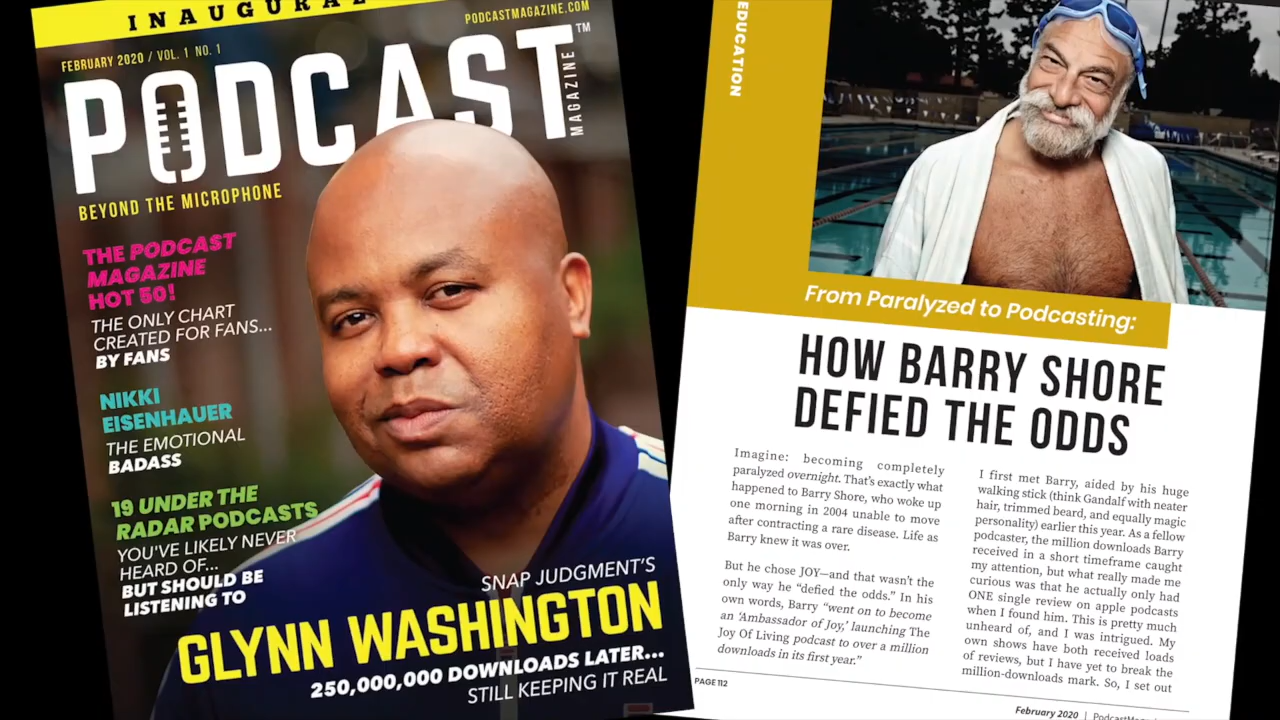 INAUGURAL
PODCASTMAGAZINE.COM
FEBRUARY 2020 / VOL. 1 NO. 1
PODCAST™
MAGAZINE
BEYOND THE MICROPHONE
THE PODCAST
MAGAZINE
HOT 50!
THE ONLY CHART
CREATED FOR FANS...
BY FANS
NIKKI
EISENHAUER
THE EMOTIONAL
BADASS
19 UNDER THE
RADAR PODCASTS
YOU'VE LIKELY NEVER
HEARD OF...
BUT SHOULD BE
LISTENING TO
SNAP JUDGMENT'S
GLYNN WASHINGTON
250,000,000 DOWNLOADS LATER...
STILL KEEPING IT REAL
EDUCATION
From Paralyzed to Podcasting:
HOW BARRY SHORE
DEFIED THE ODDS
Imagine: becoming completely
paralyzed overnight. That's exactly what
happened to Barry Shore, who woke up
one morning in 2004 unable to move
after contracting a rare disease. Life as
Barry knew it was over.
But he chose JOY—and that wasn't the
only way he "defied the odds." In his
own words, Barry "went on to become
an 'Ambassador of Joy,' launching The
Joy Of Living podcast to over a million
downloads in its first year."
I first met Barry, aided by his huge
walking stick (think Gandalf with neater
hair, trimmed beard, and equally magic
personality) earlier this year. As a fellow
podcaster, the million downloads Barry
received in a short timeframe caught
my attention, but what really made me
curious was that he actually only had
ONE single review on apple podcasts
when I found him. This is pretty much
unheard of, and I was intrigued. My
own shows have both received loads
of reviews, but I have yet to break the
million-downloads mark. So, I set out
PAGE 112
February 2020 |